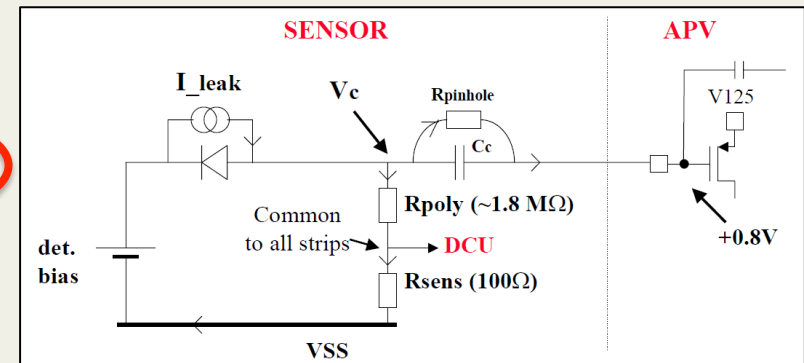 SENSOR
APV
I_leak
Vc
Rpinhole
V125
Cc
Rpoly (~1.8 MΩ)
Common
to all strips
DCU
+0.8V
det.
bias
Rsens (100Ω)
VSS